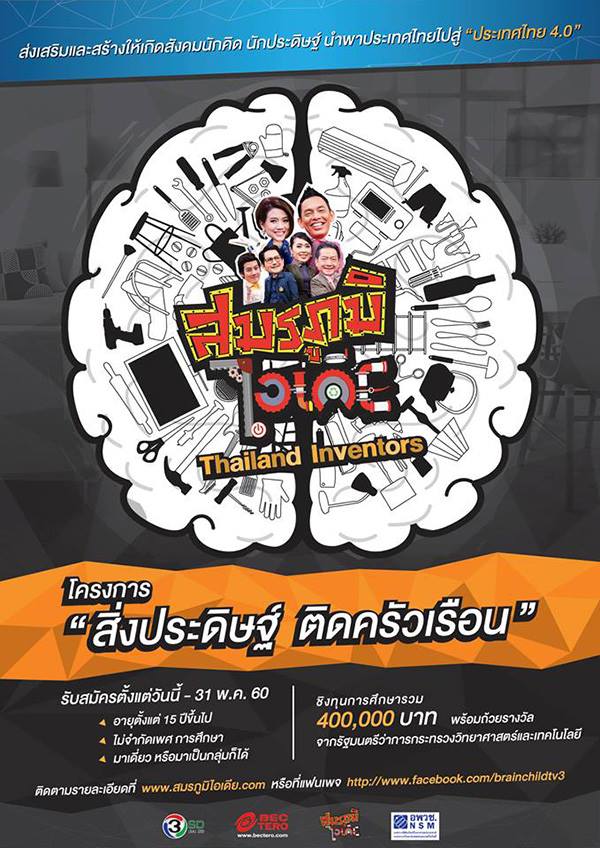 ส่งเสริมและสร้างให้เกิดสังคมนักคิด นักประดิษฐ์ นำพาประเทศไทยไปสู่ “ประเทศไทย 4.0”
สมรภูมิ
ไอเดีย
Thailand Inventors
โครงการ
“ สิ่งประดิษฐ์ ติดครัวเรือน ”
รับสมัครตั้งแต่วันนี้ - 31 พ.ค. 60
อายุตั้งแต่ 15 ปีขึ้นไป
ไม่จำกัดเพศ การศึกษา
มาเดี่ยว หรือมาเป็นกลุ่มก็ได้
ชิงทุนการศึกษารวม
400,000 บาท พร้อมถ้วยรางวัล
จากรัฐมนตรีว่าการกระทรวงวิทยาศาสตร์และเทคโนโลยี
ติดตามรายละเอียดที่ www.สมรภูมิไอเดีย.com หรือที่แฟนเพจ http://www.facebook.com/brainchildtv3
3 SD
BEC
TERO
www.bectero.com
สมรภูมิ
ไอเดีย
อพวช.
NSM